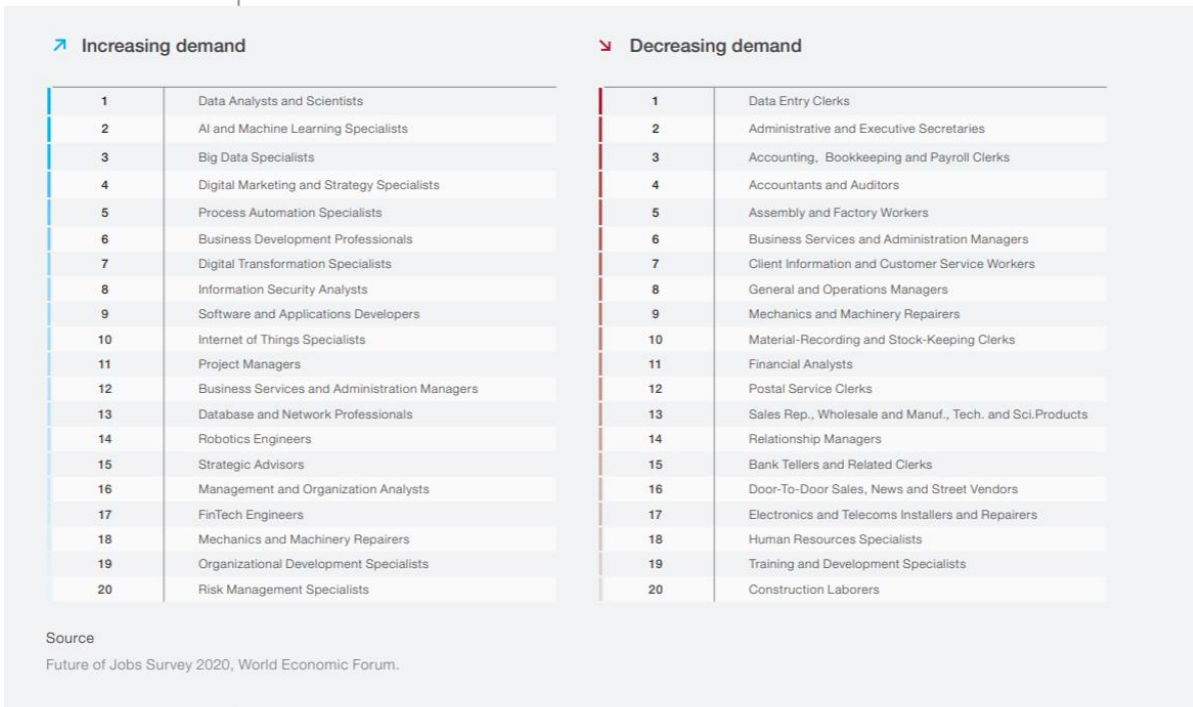 Increasing demand
1 Data Analysts and Scientists
2 AI and Machine Learning Specialists
3 Big Data Specialists
4 Digital Marketing and Strategy Specialists
5 Process Automation Specialists
6 Business Development Professionals
7 Digital Transformation Specialists
8 Information Security Analysts
9 Software and Applications Developers
10 Internet of Things Specialists
11 Project Managers
12 Business Services and Administration Managers
13 Database and Network Professionals
14 Robotics Engineers
15 Strategic Advisors
16 Management and Organization Analysts
17 FinTech Engineers
18 Mechanics and Machinery Repairers
19 Organizational Development Specialists
20 Risk Management Specialists
Decreasing demand
1 Data Entry Clerks
2 Administrative and Executive Secretaries
3 Accounting, Bookkeeping and Payroll Clerks
4 Accountants and Auditors
5 Assembly and Factory Workers
6 Business Services and Administration Managers
7 Client Information and Customer Service Workers
8 General and Operations Managers
9 Mechanics and Machinery Repairers
10 Material-Recording and Stock-Keeping Clerks
11 Financial Analysts
12 Postal Service Clerks
13 Sales Rep., Wholesale and Manuf., Tech. and Sci.Products
14 Relationship Managers
15 Bank Tellers and Related Clerks
16 Door-To-Door Sales, News and Street Vendors
17 Electronics and Telecoms Installers and Repairers
18 Human Resources Specialists
19 Training and Development Specialists
20 Construction Laborers
Source
Future of Jobs Survey 2020, World Economic Forum.